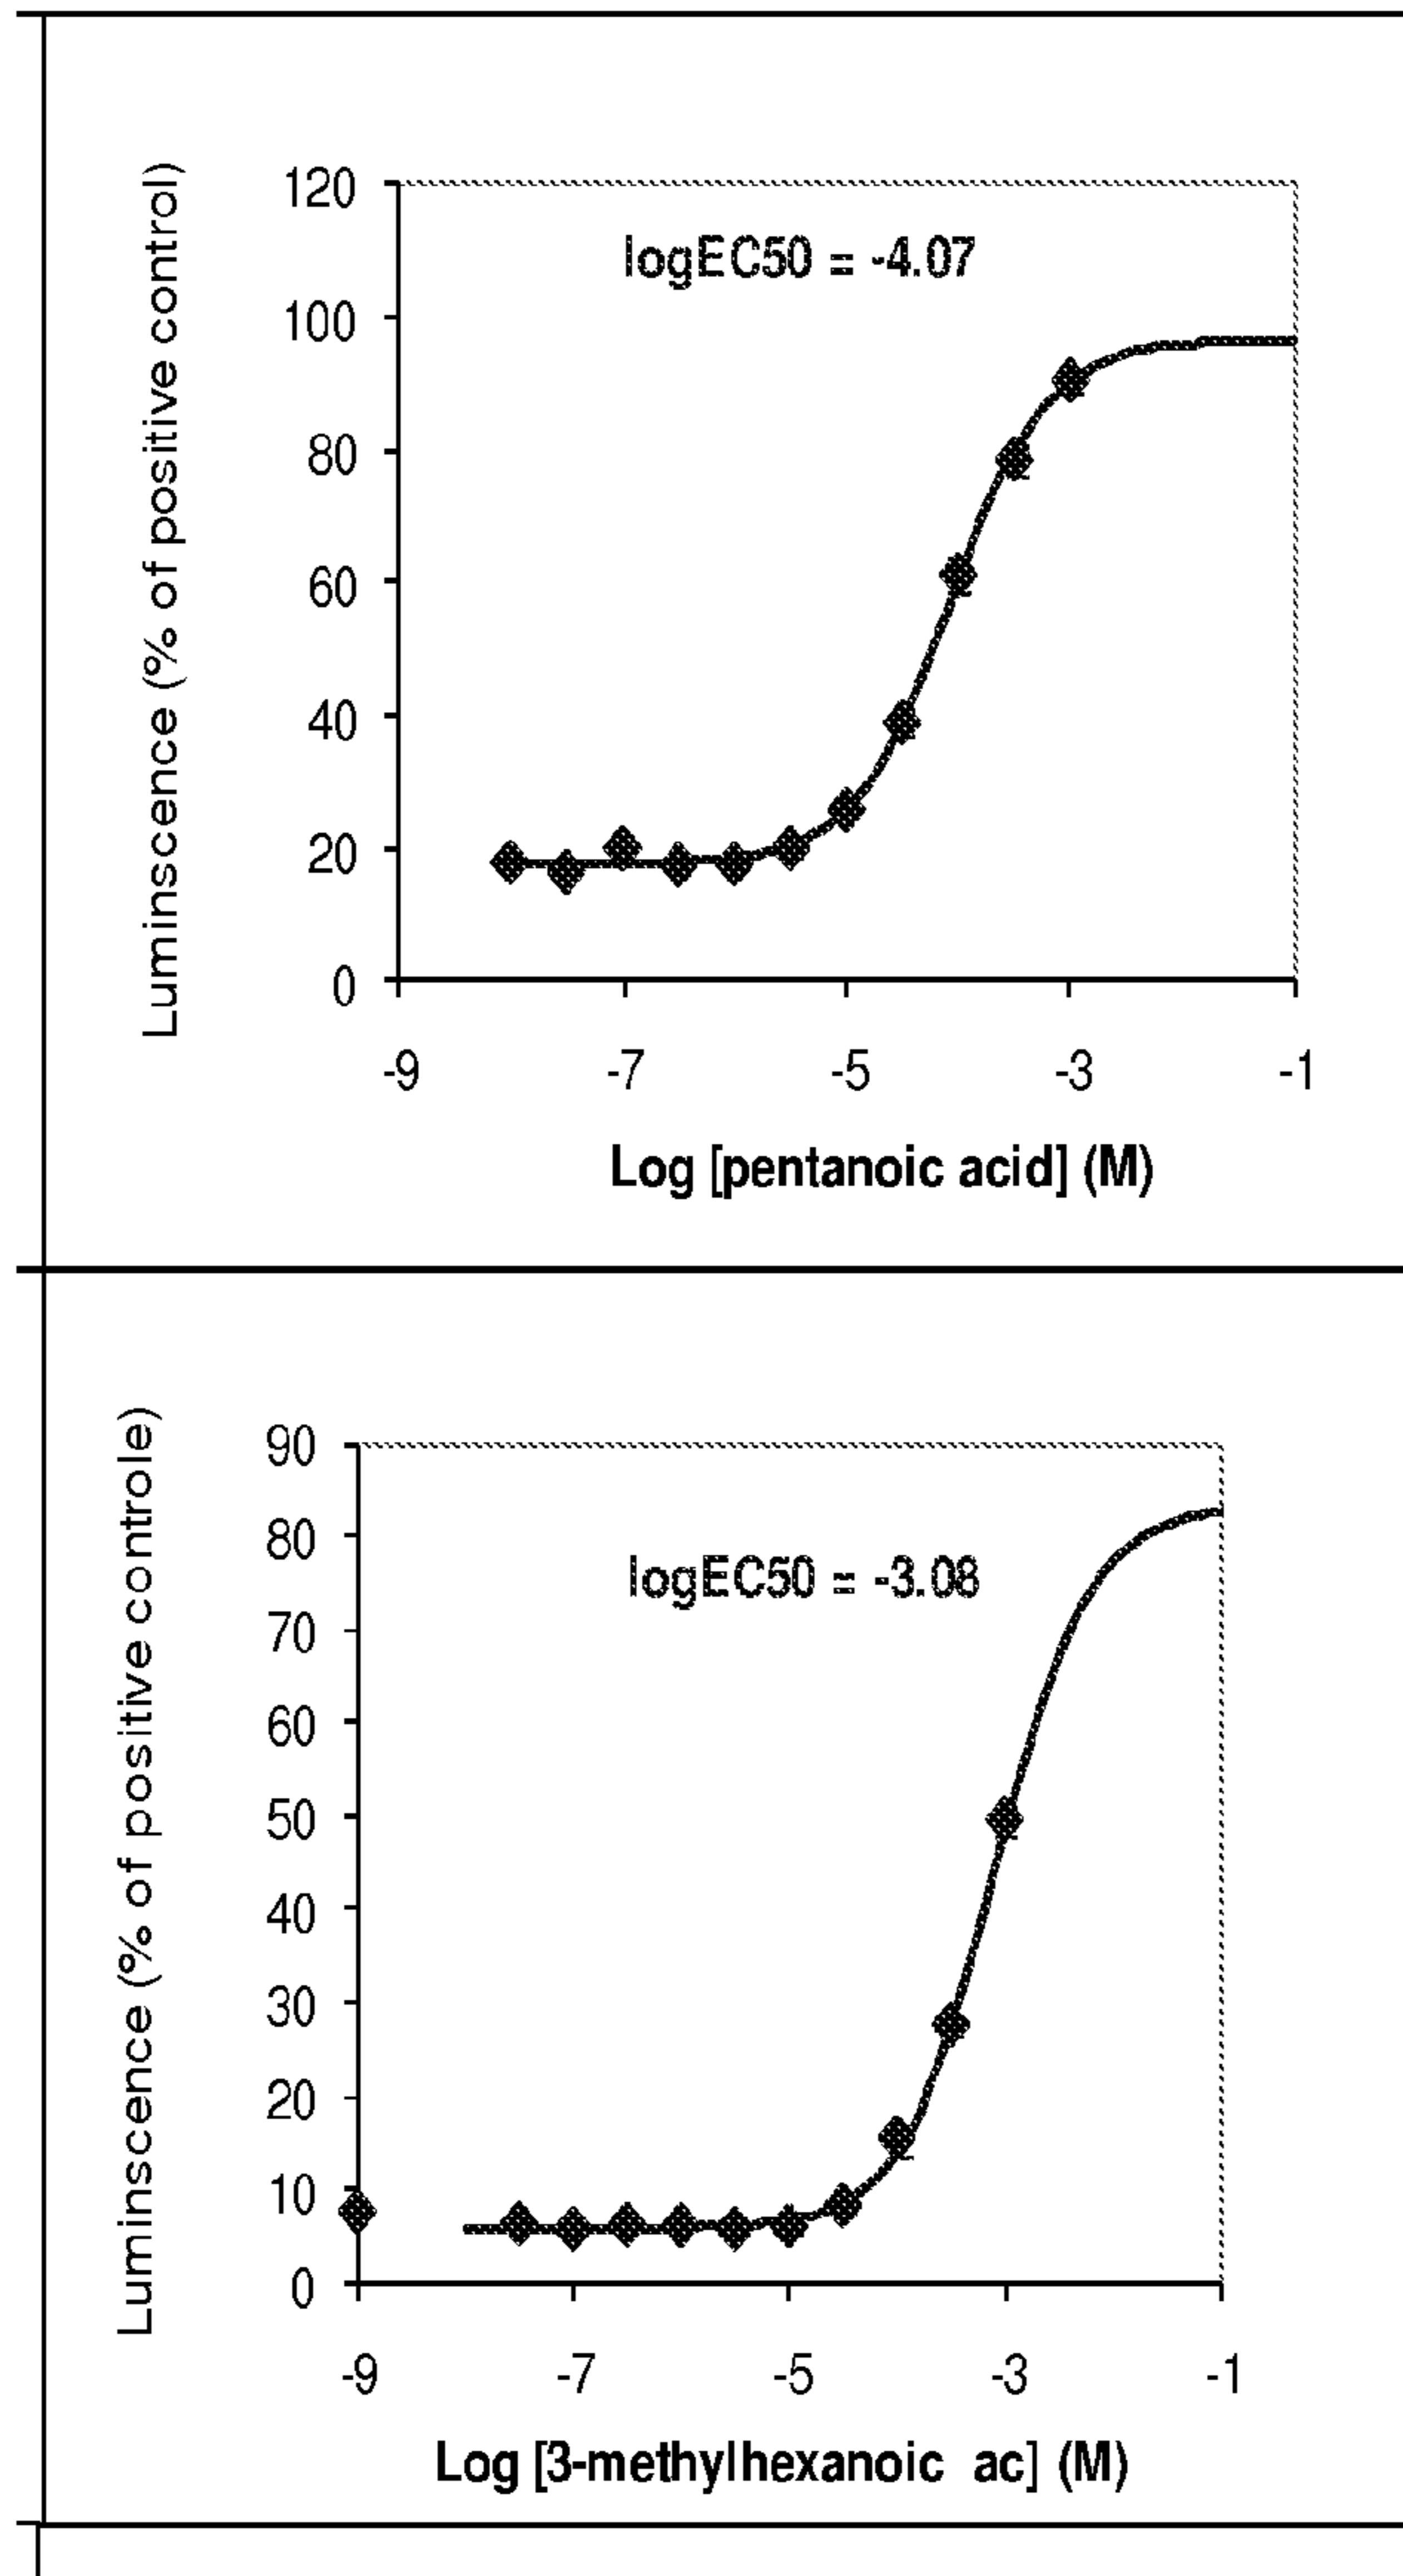 Luminscence (% of positive control)
120
100
80
60
40
20
0
logEC50 = -4.07
-9 -7 -5 -3 -1
Log [pentanoic acid] (M)
Luminscence (% of positive controle)
90
80
70
60
50
40
30
20
10
0
logEC50 = -3.08
-9 -7 -5 -3 -1
Log [3-methylhexanoic ac] (M)